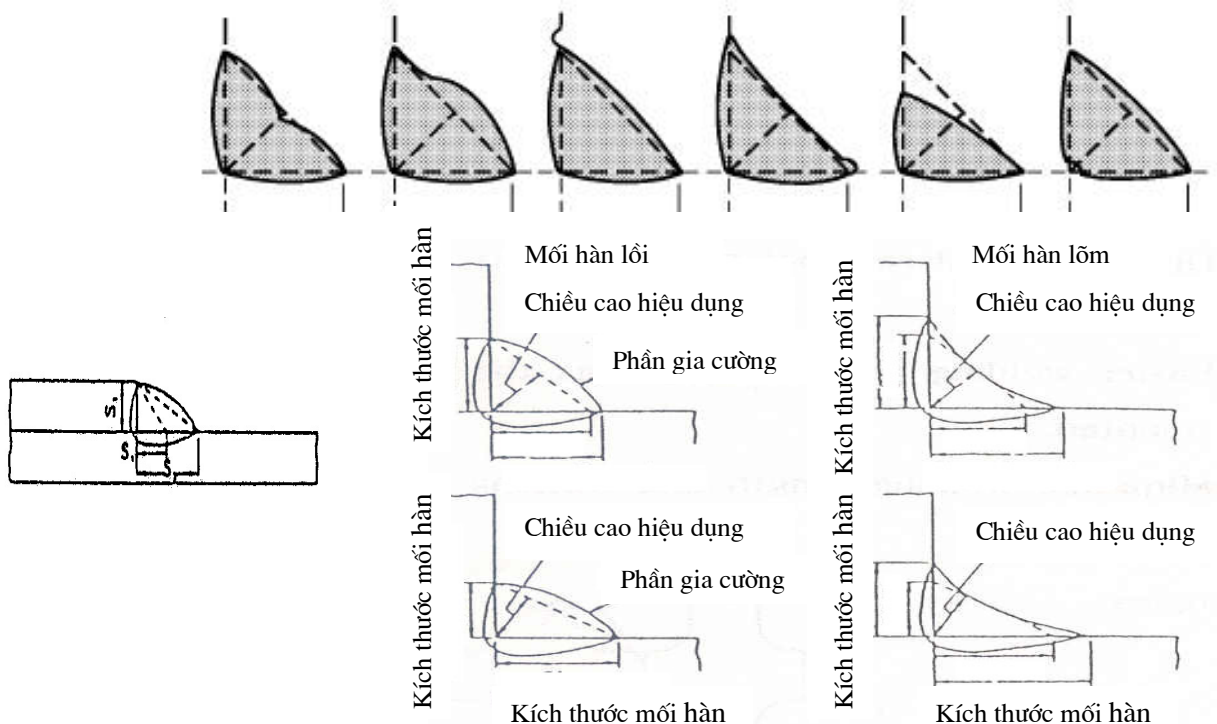 Kích thước mối hàn
Mối hàn lồi
Chiều cao hiệu dụng
Phần gia cường
Kích thước mối hàn
Mối hàn lõm
Chiều cao hiệu dụng
S₁
S₁
S
Kích thước mối hàn
Chiều cao hiệu dụng
Phần gia cường
Kích thước mối hàn
Kích thước mối hàn
Chiều cao hiệu dụng
Kích thước mối hàn